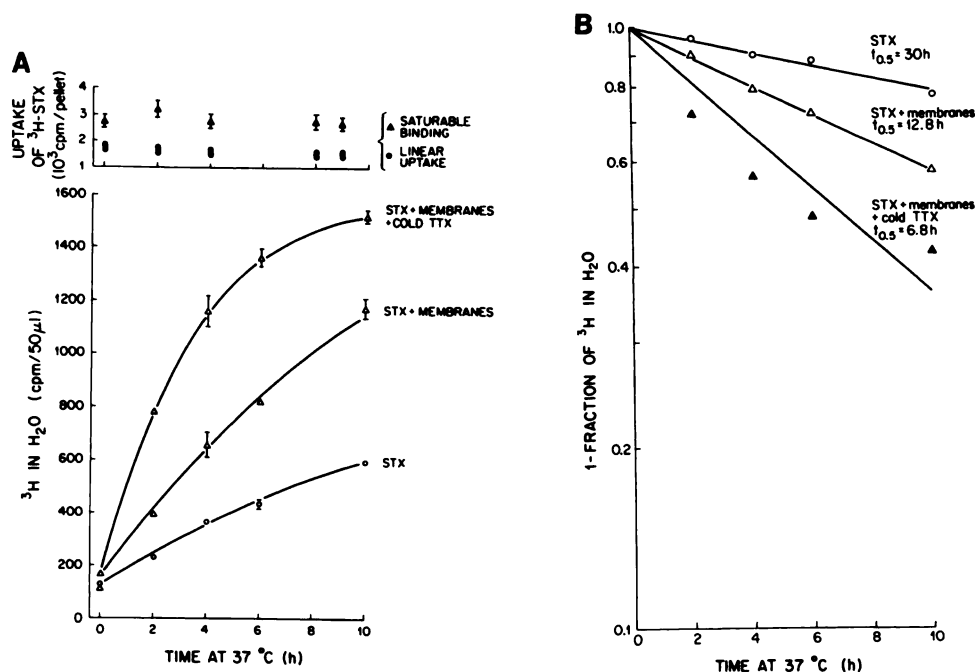 A
UPTAKE
OF ³H-STX
(10³ cpm/pellet)
4
3
2
1
SATURABLE
BINDING
LINEAR
UPTAKE
³H IN H₂O (cpm/50µl)
1600
1400
1200
1000
800
600
400
200
0
STX+MEMBRANES
+COLD TTX
STX+MEMBRANES
STX
0 2 4 6 8 10
TIME AT 37 °C (h)
B
1-FRACTION OF ³H IN H₂O
1.0
0.8
0.6
0.4
0.2
0.1
STX
t₀.₅=30h
STX+membranes
t₀.₅=12.8h
STX+membranes
+cold TTX
t₀.₅=6.8h
0 2 4 6 8 10
TIME AT 37 °C (h)